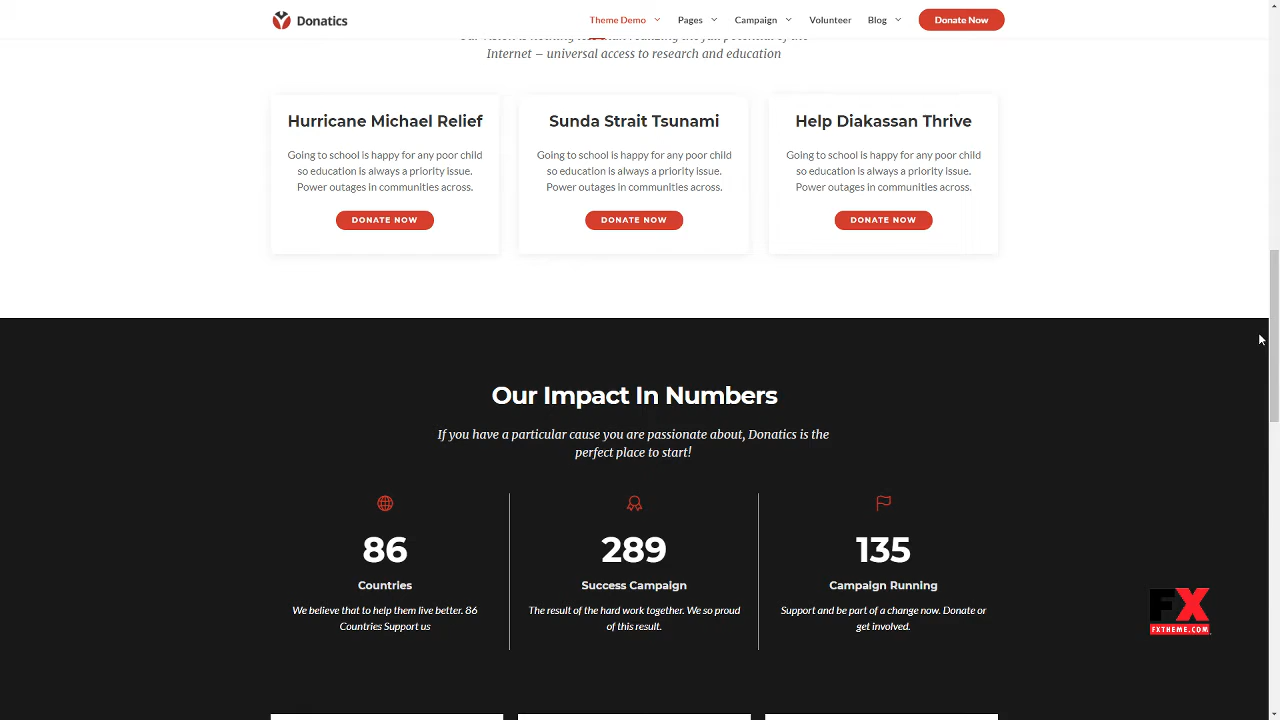 Donatics
Theme Demo Pages Campaign Volunteer Blog Donate Now
Internet – universal access to research and education
Hurricane Michael Relief
Going to school is happy for any poor child
so education is always a priority issue.
Power outages in communities across.
DONATE NOW
Sunda Strait Tsunami
Going to school is happy for any poor child
so education is always a priority issue.
Power outages in communities across.
DONATE NOW
Help Diakassan Thrive
Going to school is happy for any poor child
so education is always a priority issue.
Power outages in communities across.
DONATE NOW
Our Impact In Numbers
If you have a particular cause you are passionate about, Donatics is the
perfect place to start!
86
Countries
We believe that to help them live better. 86
Countries Support us
289
Success Campaign
The result of the hard work together. We so proud
of this result.
135
Campaign Running
Support and be part of a change now. Donate or
get involved.
FX
FXTHEME.COM